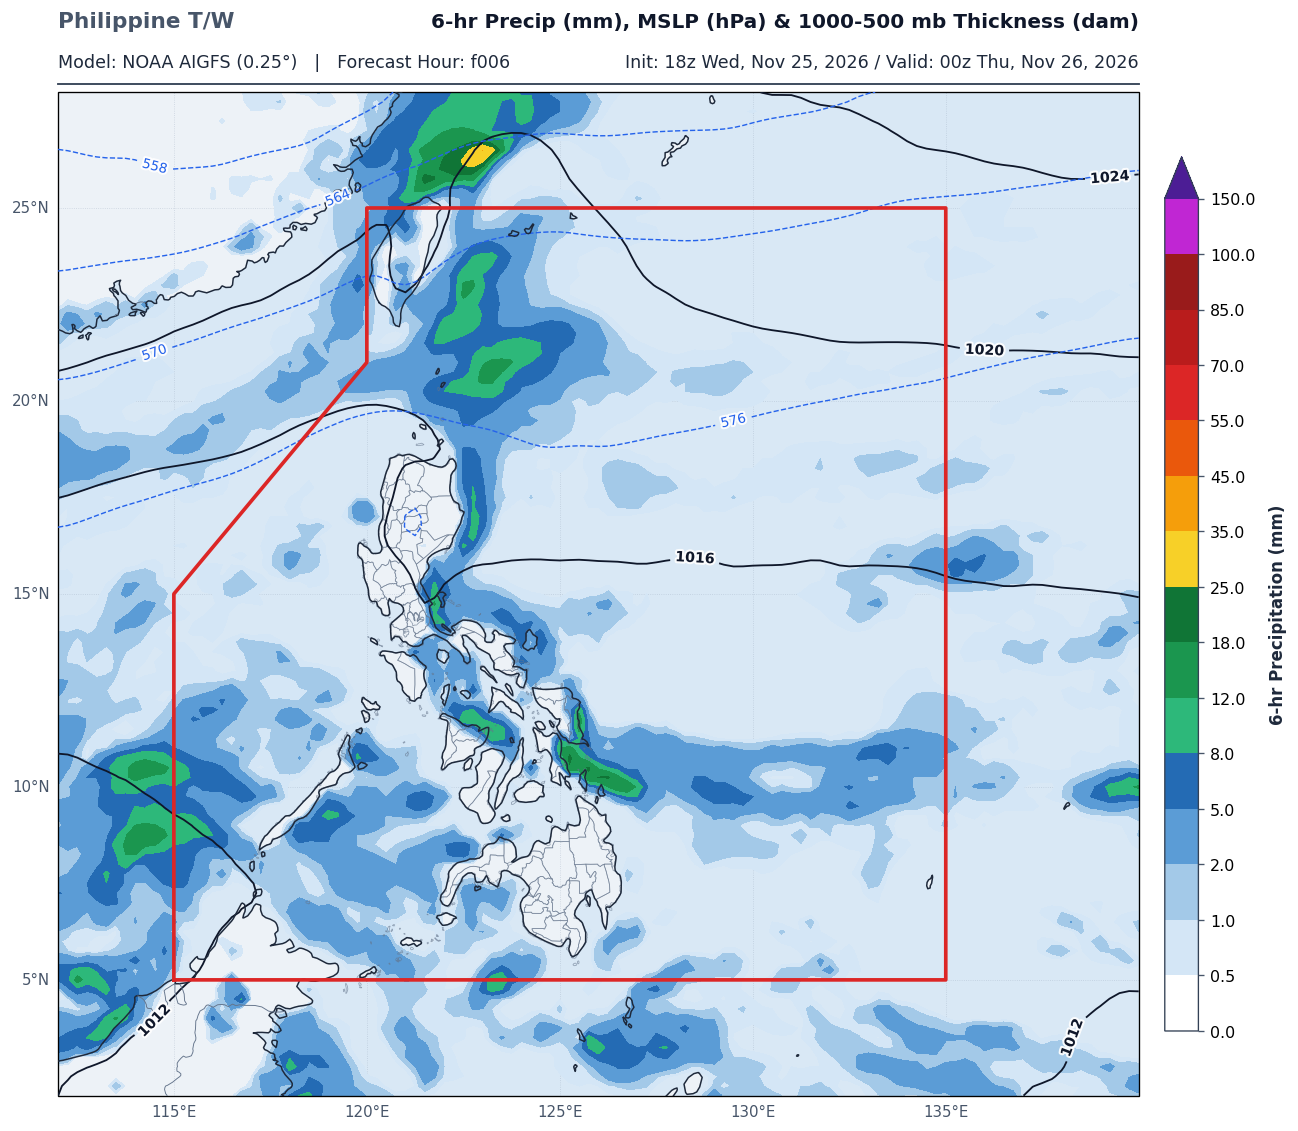 Philippine T/W
6-hr Precip (mm), MSLP (hPa) & 1000-500 mb Thickness (dam)
Model: NOAA AIGFS (0.25°) | Forecast Hour: f006
Init: 18z Wed, Nov 25, 2026 / Valid: 00z Thu, Nov 26, 2026
558
564
570
576
1024
1020
1016
1012
1012
25°N
20°N
15°N
10°N
5°N
115°E
120°E
125°E
130°E
135°E
150.0
100.0
85.0
70.0
55.0
45.0
35.0
25.0
18.0
12.0
8.0
5.0
2.0
1.0
0.5
0.0
6-hr Precipitation (mm)